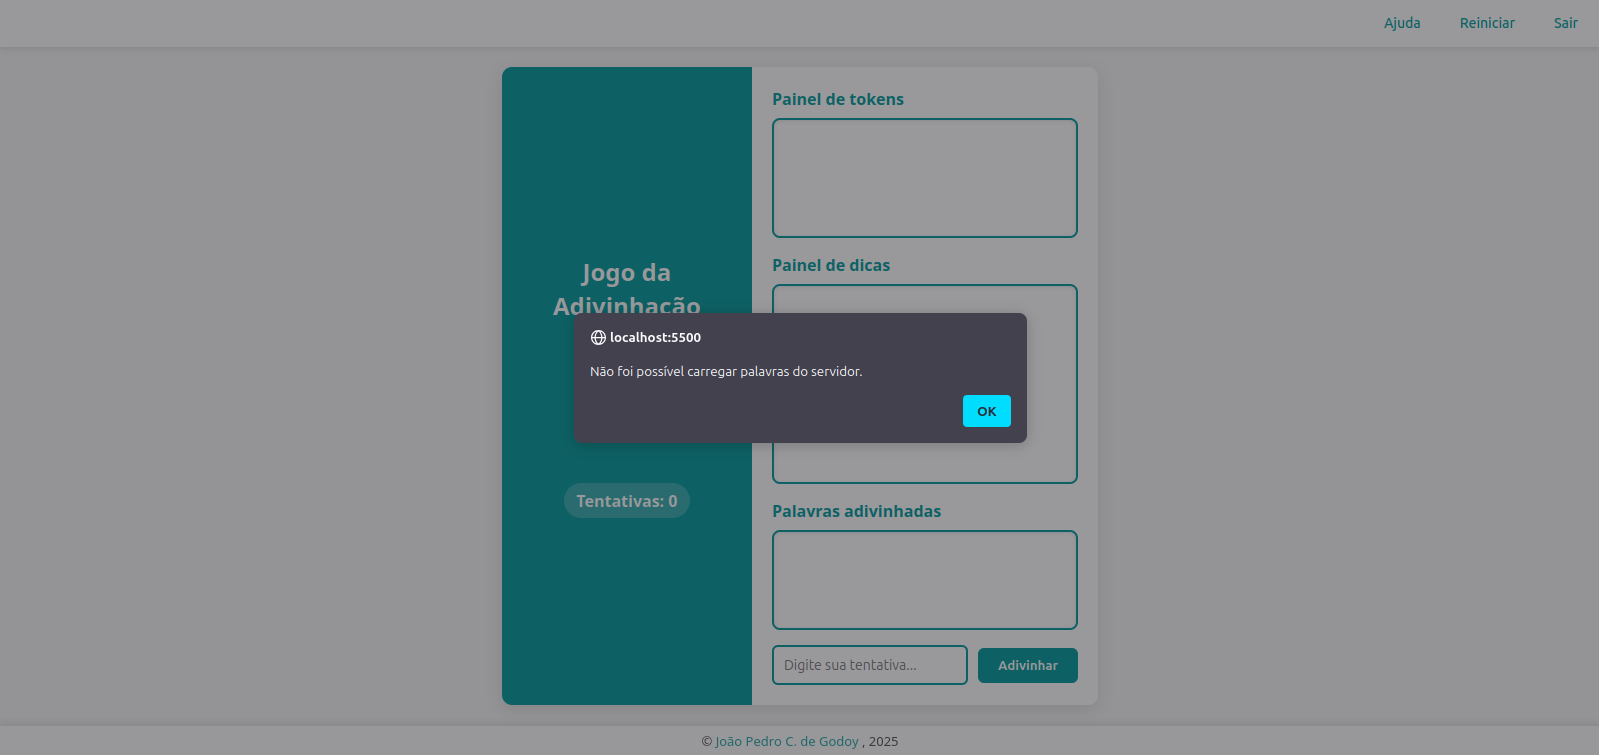 Ajuda Reiniciar Sair
Jogo da
Adivinhação
Tentativas: 0
Painel de tokens
Painel de dicas
localhost:5500
Não foi possível carregar palavras do servidor.
OK
Palavras adivinhadas
Digite sua tentativa...
Adivinhar
© João Pedro C. de Godoy , 2025